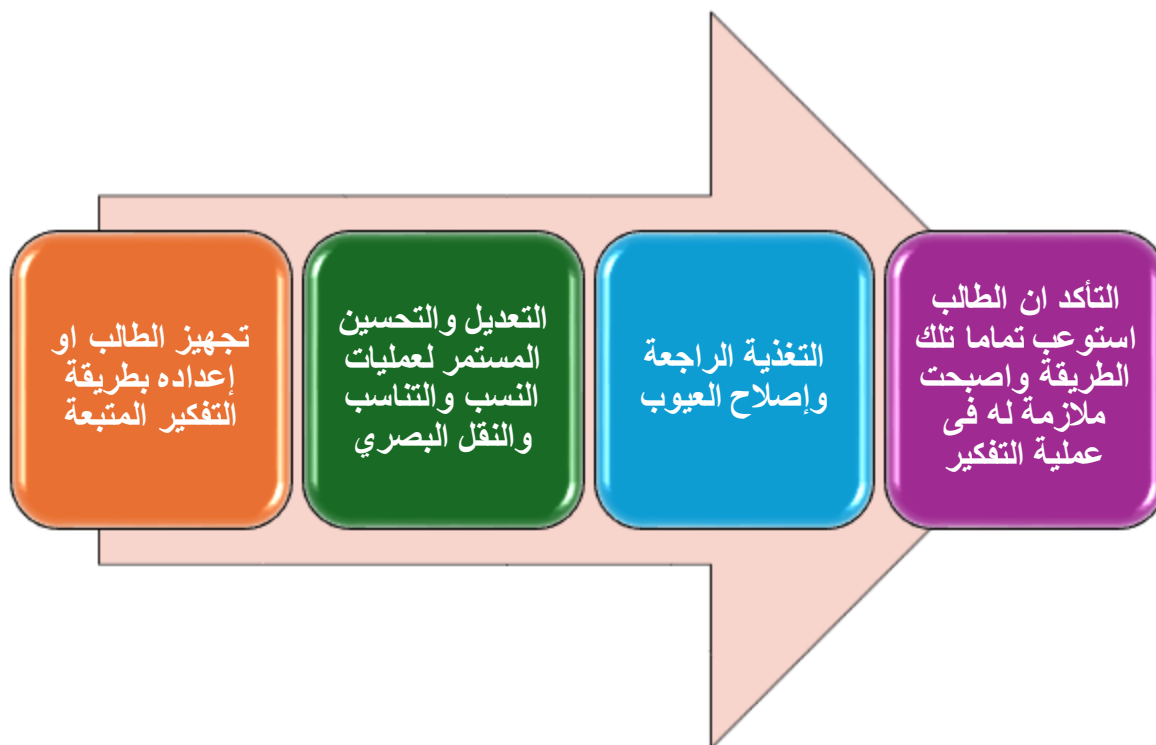 تجهيز الطالب او
إعداده بطريقة
التفكير المتبعة
التعديل والتحسين
المستمر لعمليات
النسب والتناسب
والنقل البصري
التغذية الراجعة
وإصلاح العيوب
التأكد ان الطالب
استوعب تماما تلك
الطريقة واصبحت
ملازمة له فى
عملية التفكير